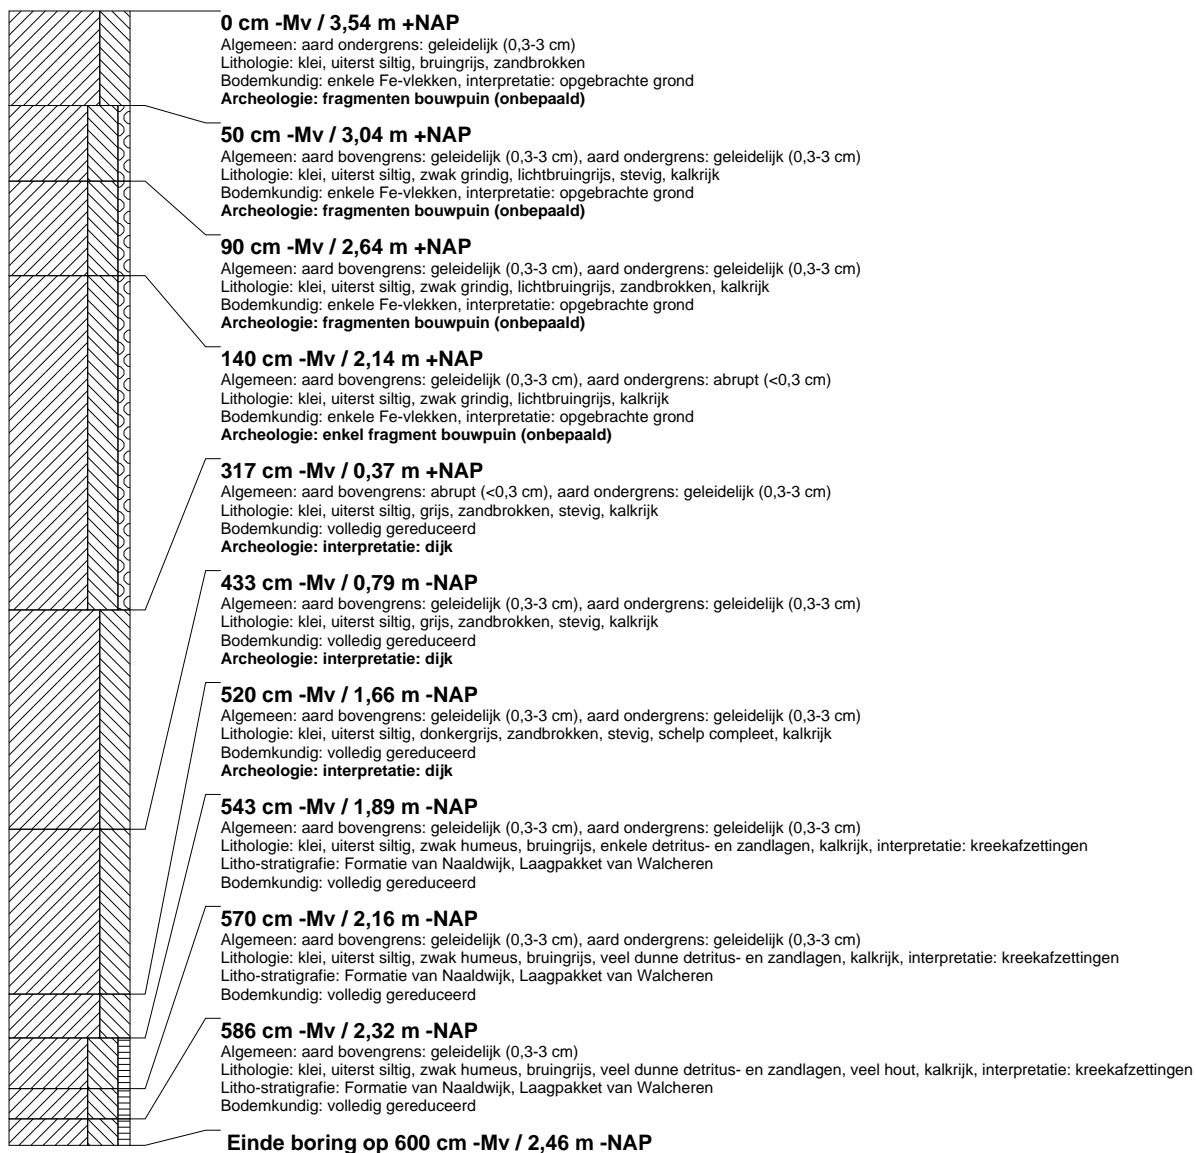 0 cm -Mv / 3,54 m +NAP
Algemeen: aard ondergrens: geleidelijk (0,3-3 cm)
Lithologie: klei, uiterst siltig, bruingrijs, zandbrokken
Bodemkundig: enkele Fe-vlekken, interpretatie: opgebrachte grond
Archeologie: fragmenten bouwpuin (onbepaald)
50 cm -Mv / 3,04 m +NAP
Algemeen: aard bovengrens: geleidelijk (0,3-3 cm), aard ondergrens: geleidelijk (0,3-3 cm)
Lithologie: klei, uiterst siltig, zwak grindig, lichtbruingrijs, stevig, kalkrijk
Bodemkundig: enkele Fe-vlekken, interpretatie: opgebrachte grond
Archeologie: fragmenten bouwpuin (onbepaald)
90 cm -Mv / 2,64 m +NAP
Algemeen: aard bovengrens: geleidelijk (0,3-3 cm), aard ondergrens: geleidelijk (0,3-3 cm)
Lithologie: klei, uiterst siltig, zwak grindig, lichtbruingrijs, zandbrokken, kalkrijk
Bodemkundig: enkele Fe-vlekken, interpretatie: opgebrachte grond
Archeologie: fragmenten bouwpuin (onbepaald)
140 cm -Mv / 2,14 m +NAP
Algemeen: aard bovengrens: geleidelijk (0,3-3 cm), aard ondergrens: abrupt (<0,3 cm)
Lithologie: klei, uiterst siltig, zwak grindig, lichtbruingrijs, kalkrijk
Bodemkundig: enkele Fe-vlekken, interpretatie: opgebrachte grond
Archeologie: enkel fragment bouwpuin (onbepaald)
317 cm -Mv / 0,37 m +NAP
Algemeen: aard bovengrens: abrupt (<0,3 cm), aard ondergrens: geleidelijk (0,3-3 cm)
Lithologie: klei, uiterst siltig, grijs, zandbrokken, stevig, kalkrijk
Bodemkundig: volledig gereduceerd
Archeologie: interpretatie: dijk
433 cm -Mv / 0,79 m -NAP
Algemeen: aard bovengrens: geleidelijk (0,3-3 cm), aard ondergrens: geleidelijk (0,3-3 cm)
Lithologie: klei, uiterst siltig, grijs, zandbrokken, stevig, kalkrijk
Bodemkundig: volledig gereduceerd
Archeologie: interpretatie: dijk
520 cm -Mv / 1,66 m -NAP
Algemeen: aard bovengrens: geleidelijk (0,3-3 cm), aard ondergrens: geleidelijk (0,3-3 cm)
Lithologie: klei, uiterst siltig, donkergrijs, zandbrokken, stevig, schelp compleet, kalkrijk
Bodemkundig: volledig gereduceerd
Archeologie: interpretatie: dijk
543 cm -Mv / 1,89 m -NAP
Algemeen: aard bovengrens: geleidelijk (0,3-3 cm), aard ondergrens: geleidelijk (0,3-3 cm)
Lithologie: klei, uiterst siltig, zwak humeus, bruingrijs, enkele detritus- en zandlagen, kalkrijk, interpretatie: kreekafzettingen
Litho-stratigrafie: Formatie van Naaldwijk, Laagpakket van Walcheren
Bodemkundig: volledig gereduceerd
570 cm -Mv / 2,16 m -NAP
Algemeen: aard bovengrens: geleidelijk (0,3-3 cm), aard ondergrens: geleidelijk (0,3-3 cm)
Lithologie: klei, uiterst siltig, zwak humeus, bruingrijs, veel dunne detritus- en zandlagen, kalkrijk, interpretatie: kreekafzettingen
Litho-stratigrafie: Formatie van Naaldwijk, Laagpakket van Walcheren
Bodemkundig: volledig gereduceerd
586 cm -Mv / 2,32 m -NAP
Algemeen: aard bovengrens: geleidelijk (0,3-3 cm)
Lithologie: klei, uiterst siltig, zwak humeus, bruingrijs, veel dunne detritus- en zandlagen, veel hout, kalkrijk, interpretatie: kreekafzettingen
Litho-stratigrafie: Formatie van Naaldwijk, Laagpakket van Walcheren
Bodemkundig: volledig gereduceerd
Einde boring op 600 cm -Mv / 2,46 m -NAP